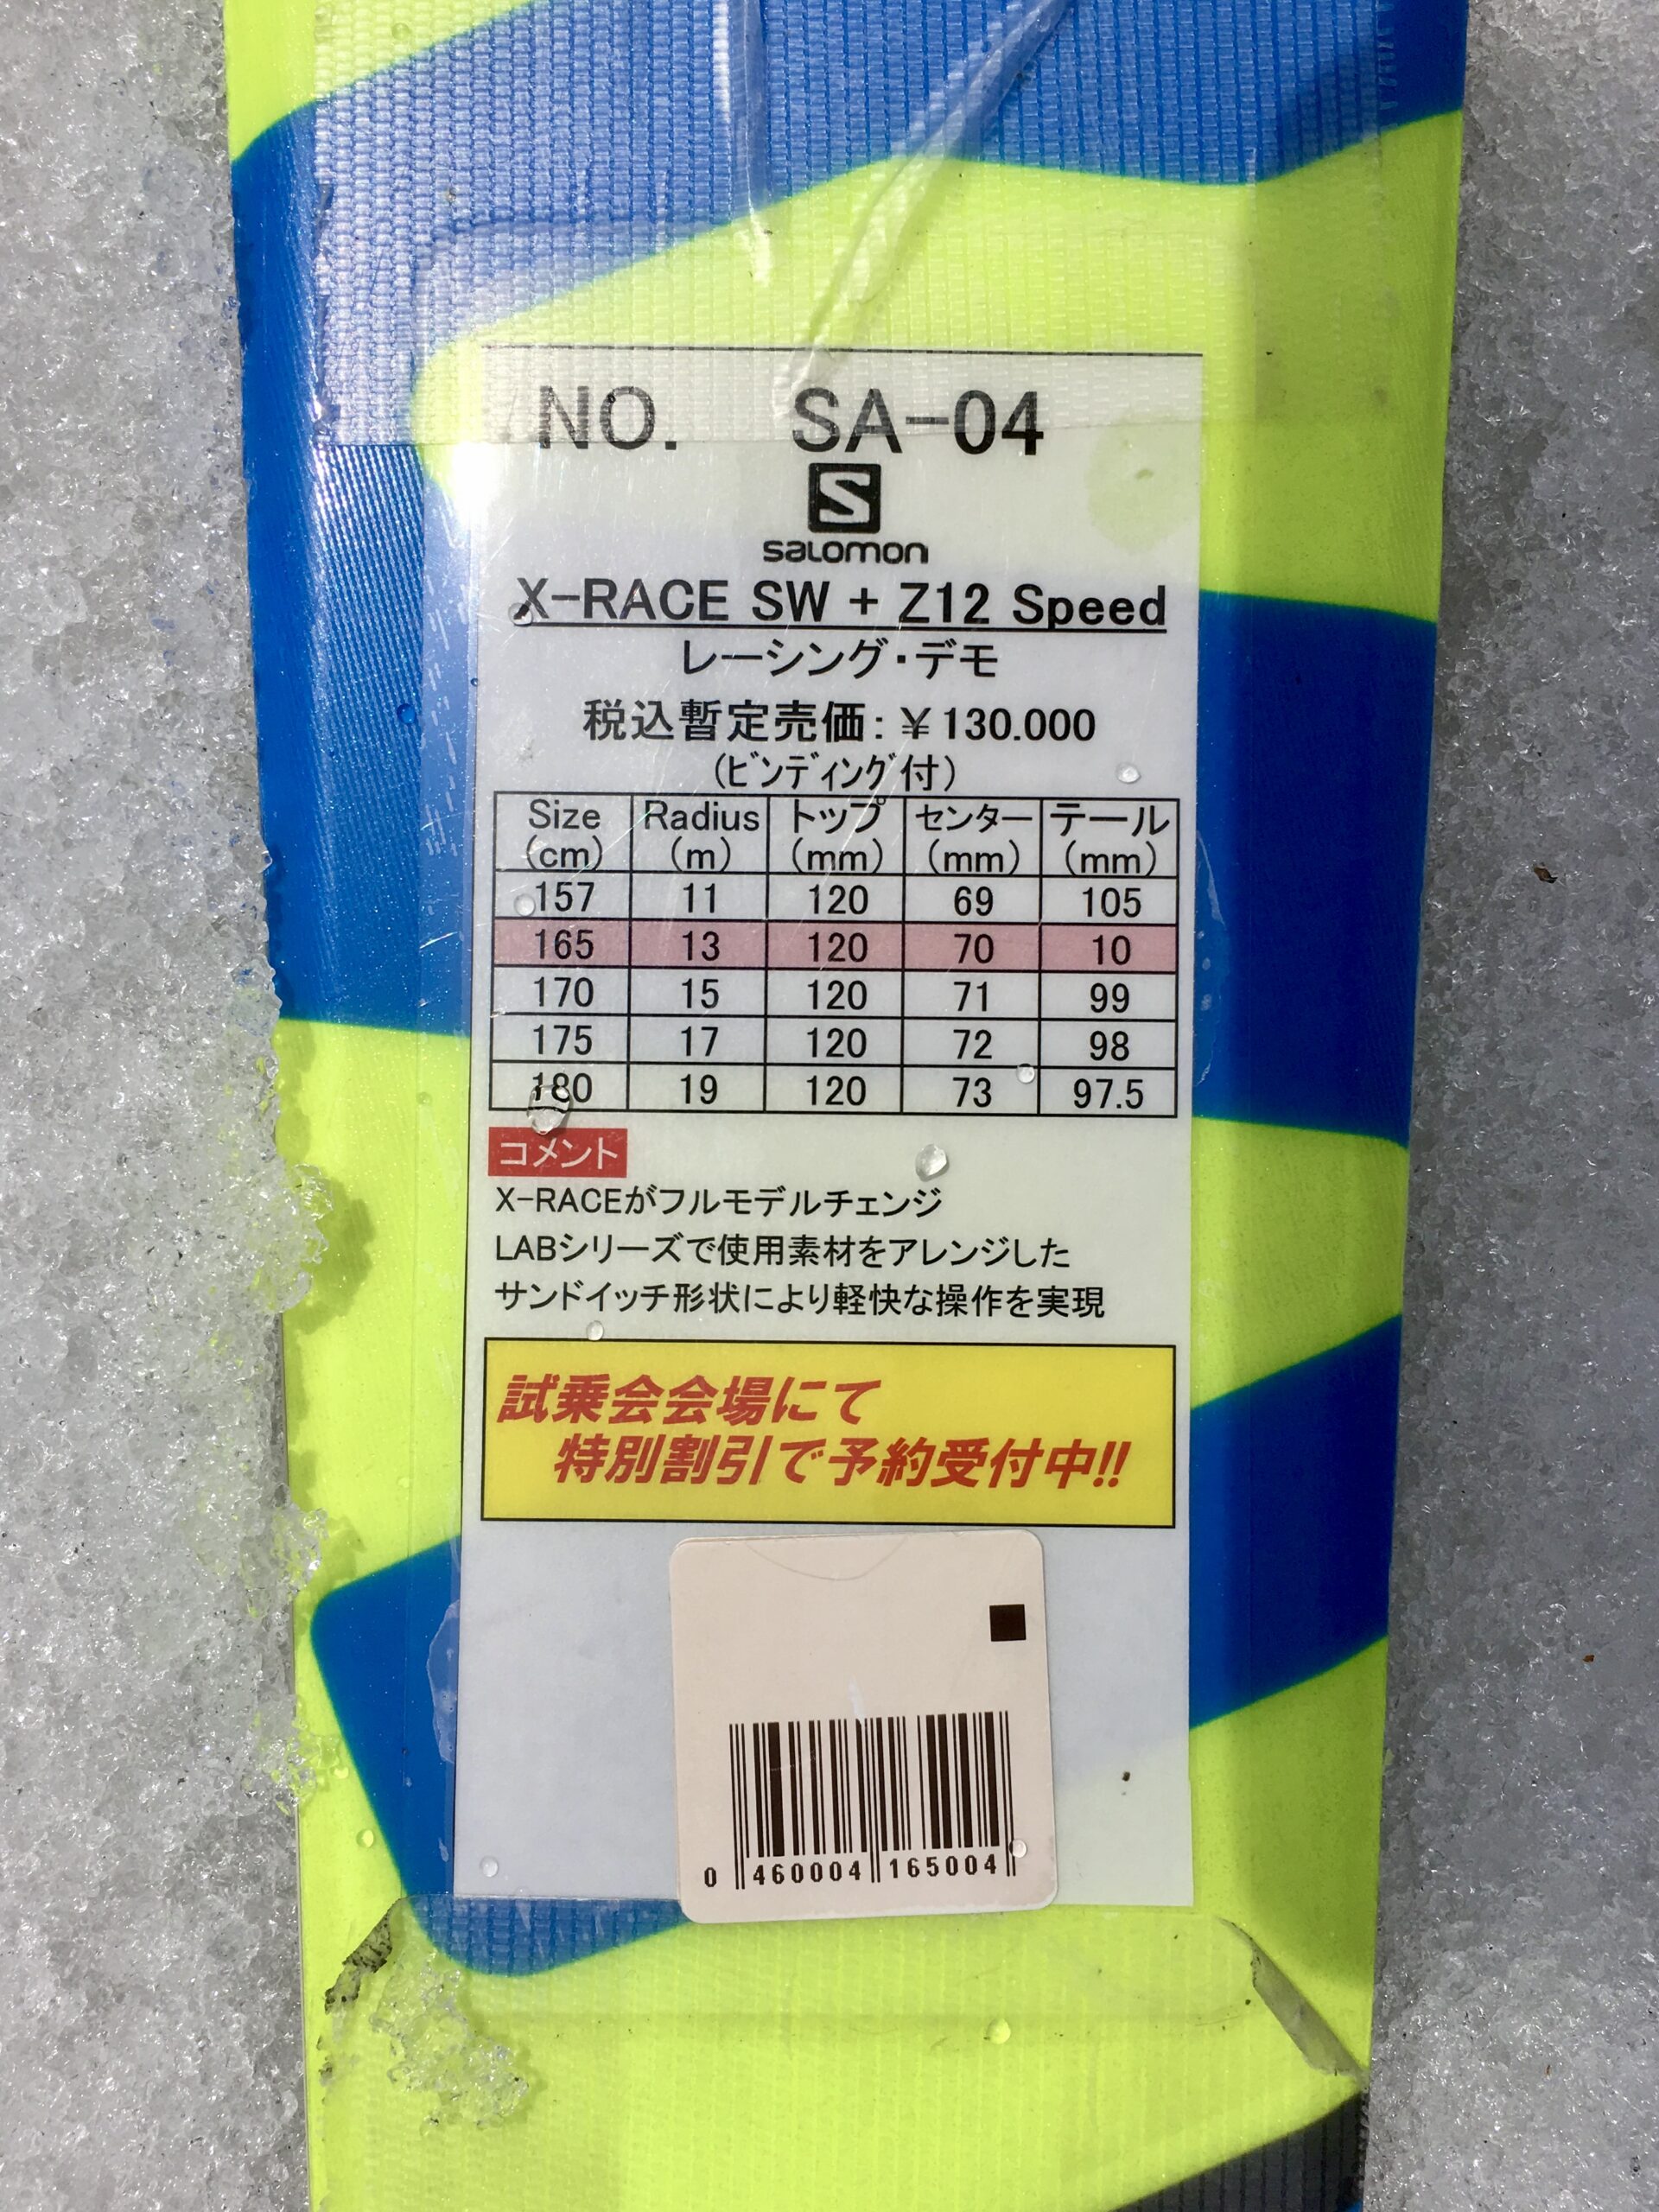 NO. SA-04
S
salomon
X-RACE SW + Z12 Speed
レーシング・デモ
税込暫定売価：￥130.000
(ﾋﾞﾝﾃﾞｨﾝｸﾞ付)
Size (cm) Radius (m) トップ (mm) センター (mm) テール (mm)
157 11 120 69 105
165 13 120 70 10
170 15 120 71 99
175 17 120 72 98
180 19 120 73 97.5
コメント
X-RACEがフルモデルチェンジ
LABシリーズで使用素材をアレンジした
サンドイッチ形状により軽快な操作を実現
試乗会会場にて
特別割引で予約受付中!!
0 460004 165004